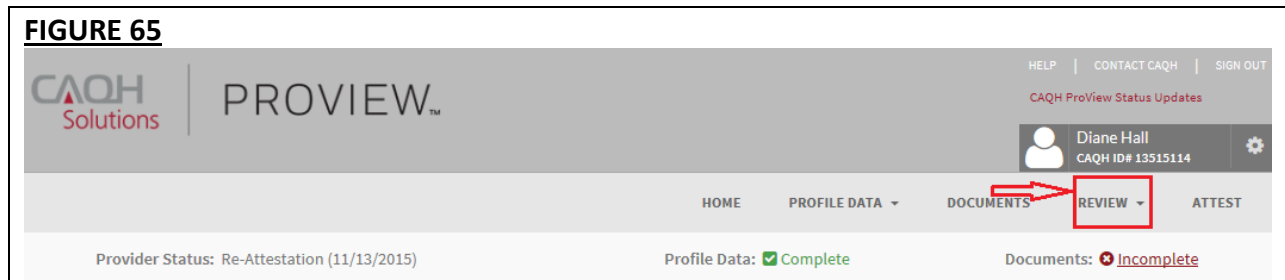 FIGURE 65
HELP | CONTACT CAQH | SIGN OUT
CAQH Solutions
PROVIEW™
CAQH ProView Status Updates
Diane Hall
CAQH ID# 13515114
HOME PROFILE DATA DOCUMENTS REVIEW ATTEST
Provider Status: Re-Attestation (11/13/2015) Profile Data: Complete Documents: Incomplete